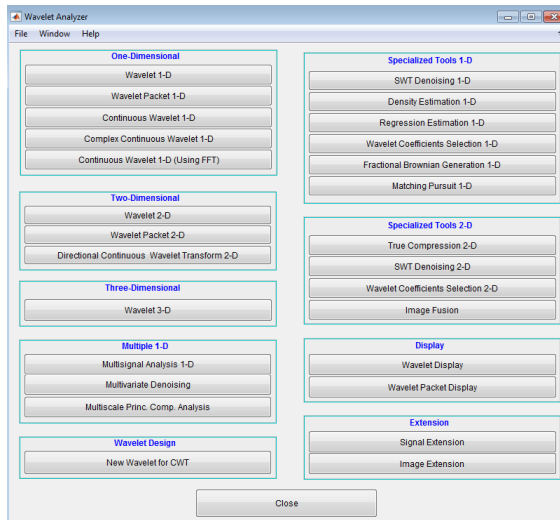 Wavelet Analyzer
File Window Help
One-Dimensional
Wavelet 1-D
Wavelet Packet 1-D
Continuous Wavelet 1-D
Complex Continuous Wavelet 1-D
Continuous Wavelet 1-D (Using FFT)
Two-Dimensional
Wavelet 2-D
Wavelet Packet 2-D
Directional Continuous Wavelet Transform 2-D
Three-Dimensional
Wavelet 3-D
Multiple 1-D
Multisignal Analysis 1-D
Multivariate Denoising
Multiscale Princ. Comp. Analysis
Wavelet Design
New Wavelet for CWT
Specialized Tools 1-D
SWT Denoising 1-D
Density Estimation 1-D
Regression Estimation 1-D
Wavelet Coefficients Selection 1-D
Fractional Brownian Generation 1-D
Matching Pursuit 1-D
Specialized Tools 2-D
True Compression 2-D
SWT Denoising 2-D
Wavelet Coefficients Selection 2-D
Image Fusion
Display
Wavelet Display
Wavelet Packet Display
Extension
Signal Extension
Image Extension
Close